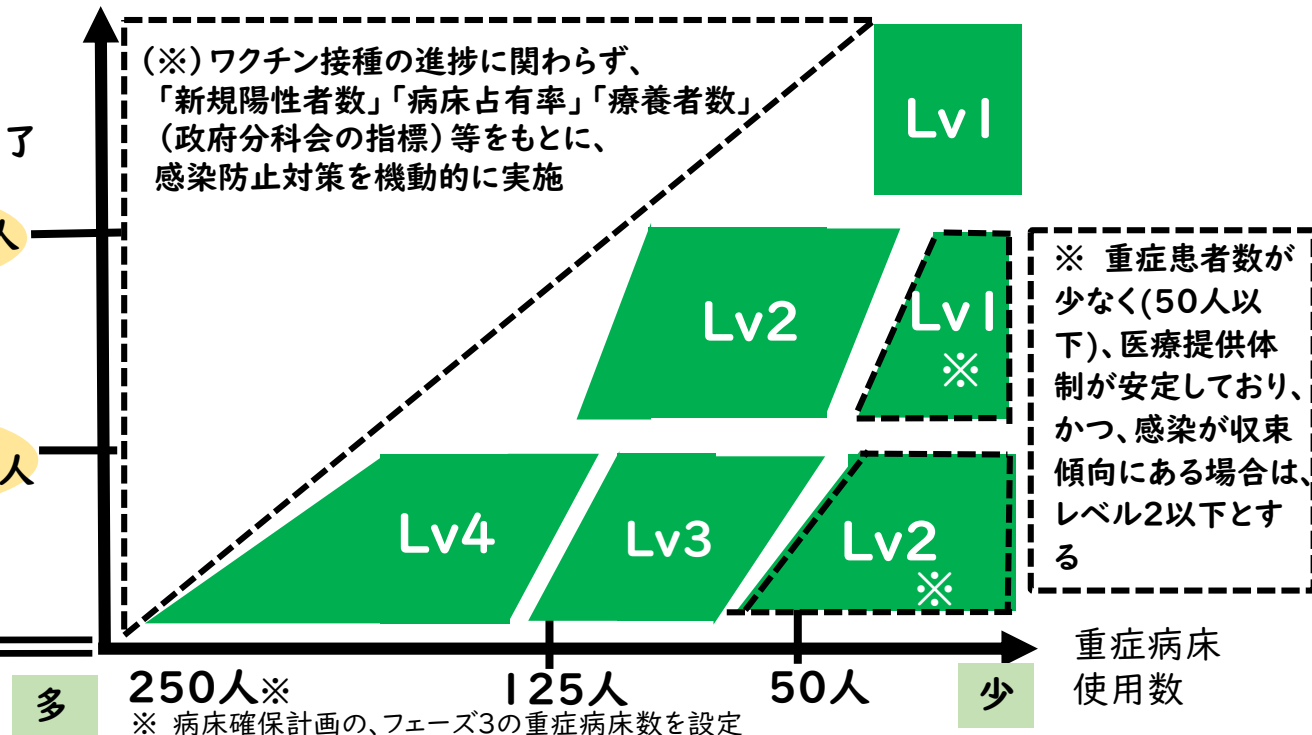 (※)ワクチン接種の進捗に関わらず、
「新規陽性者数」「病床占有率」「療養者数」
(政府分科会の指標)等をもとに、
感染防止対策を機動的に実施
了
人
人
Lv1
Lv2
Lv1
※
※ 重症患者数が
少なく(50人以
下)、医療提供体
制が安定しており、
かつ、感染が収束
傾向にある場合は、
レベル2以下とす
る
Lv4
Lv3
Lv2
※
多
250人※
125人
50人
少
重症病床
使用数
※ 病床確保計画の、フェーズ3の重症病床数を設定